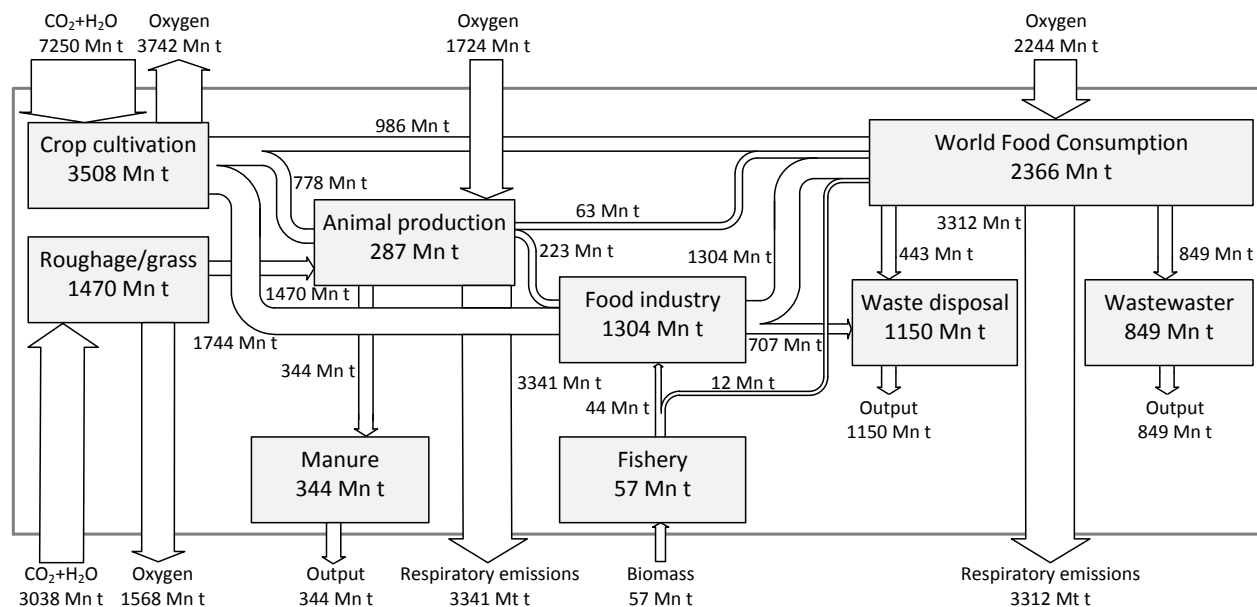 CO₂+H₂O
7250 Mn t
Oxygen
3742 Mn t
Oxygen
1724 Mn t
Oxygen
2244 Mn t
Crop cultivation
3508 Mn t
986 Mn t
World Food Consumption
2366 Mn t
778 Mn t
Animal production
287 Mn t
63 Mn t
223 Mn t
1304 Mn t
3312 Mn t
443 Mn t
849 Mn t
Roughage/grass
1470 Mn t
1470 Mn t
Food industry
1304 Mn t
Waste disposal
1150 Mn t
Wastewaster
849 Mn t
1744 Mn t
707 Mn t
344 Mn t
3341 Mn t
44 Mn t
12 Mn t
Output
1150 Mn t
Output
849 Mn t
Manure
344 Mn t
Fishery
57 Mn t
CO₂+H₂O
3038 Mn t
Oxygen
1568 Mn t
Output
344 Mn t
Respiratory emissions
3341 Mt t
Biomass
57 Mn t
Respiratory emissions
3312 Mt t